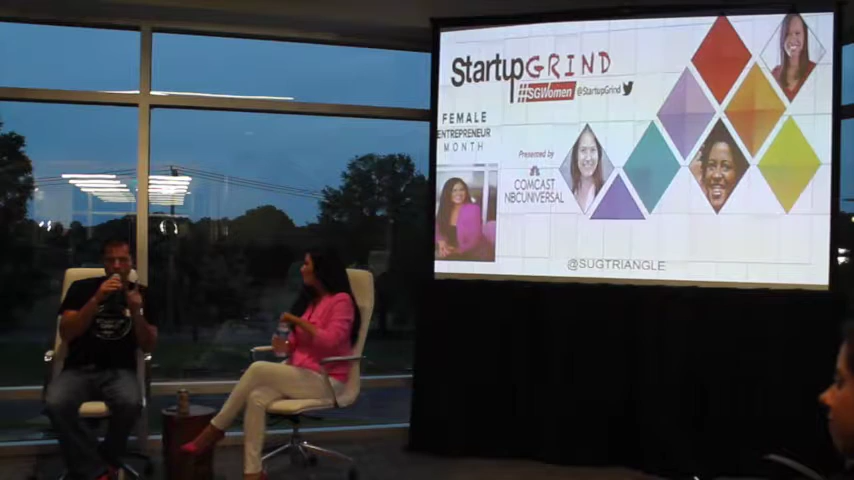 StartupGRIND
#SGWomen @StartupGrind
FEMALE
ENTREPRENEUR
MONTH
Presented by
COMCAST
NBCUNIVERSAL
@SUGTRIANGLE